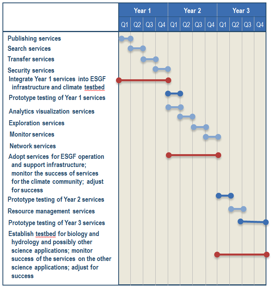 Year 1 Year 2 Year 3
Q1 Q2 Q3 Q4 Q1 Q2 Q3 Q4 Q1 Q2 Q3 Q4
Publishing services
Search services
Transfer services
Security services
Integrate Year 1 services into ESGF
infrastructure and climate testbed
Prototype testing of Year 1 services
Analytics visualization services
Exploration services
Monitor services
Network services
Adopt services for ESGF operation
and support infrastructure;
monitor the success of services
for the climate community; adjust
for success
Prototype testing of Year 2 services
Resource management services
Prototype testing of Year 3 services
Establish testbed for biology and
hydrology and possibly other
science applications; monitor
success of the services on the other
science applications; adjust for
success